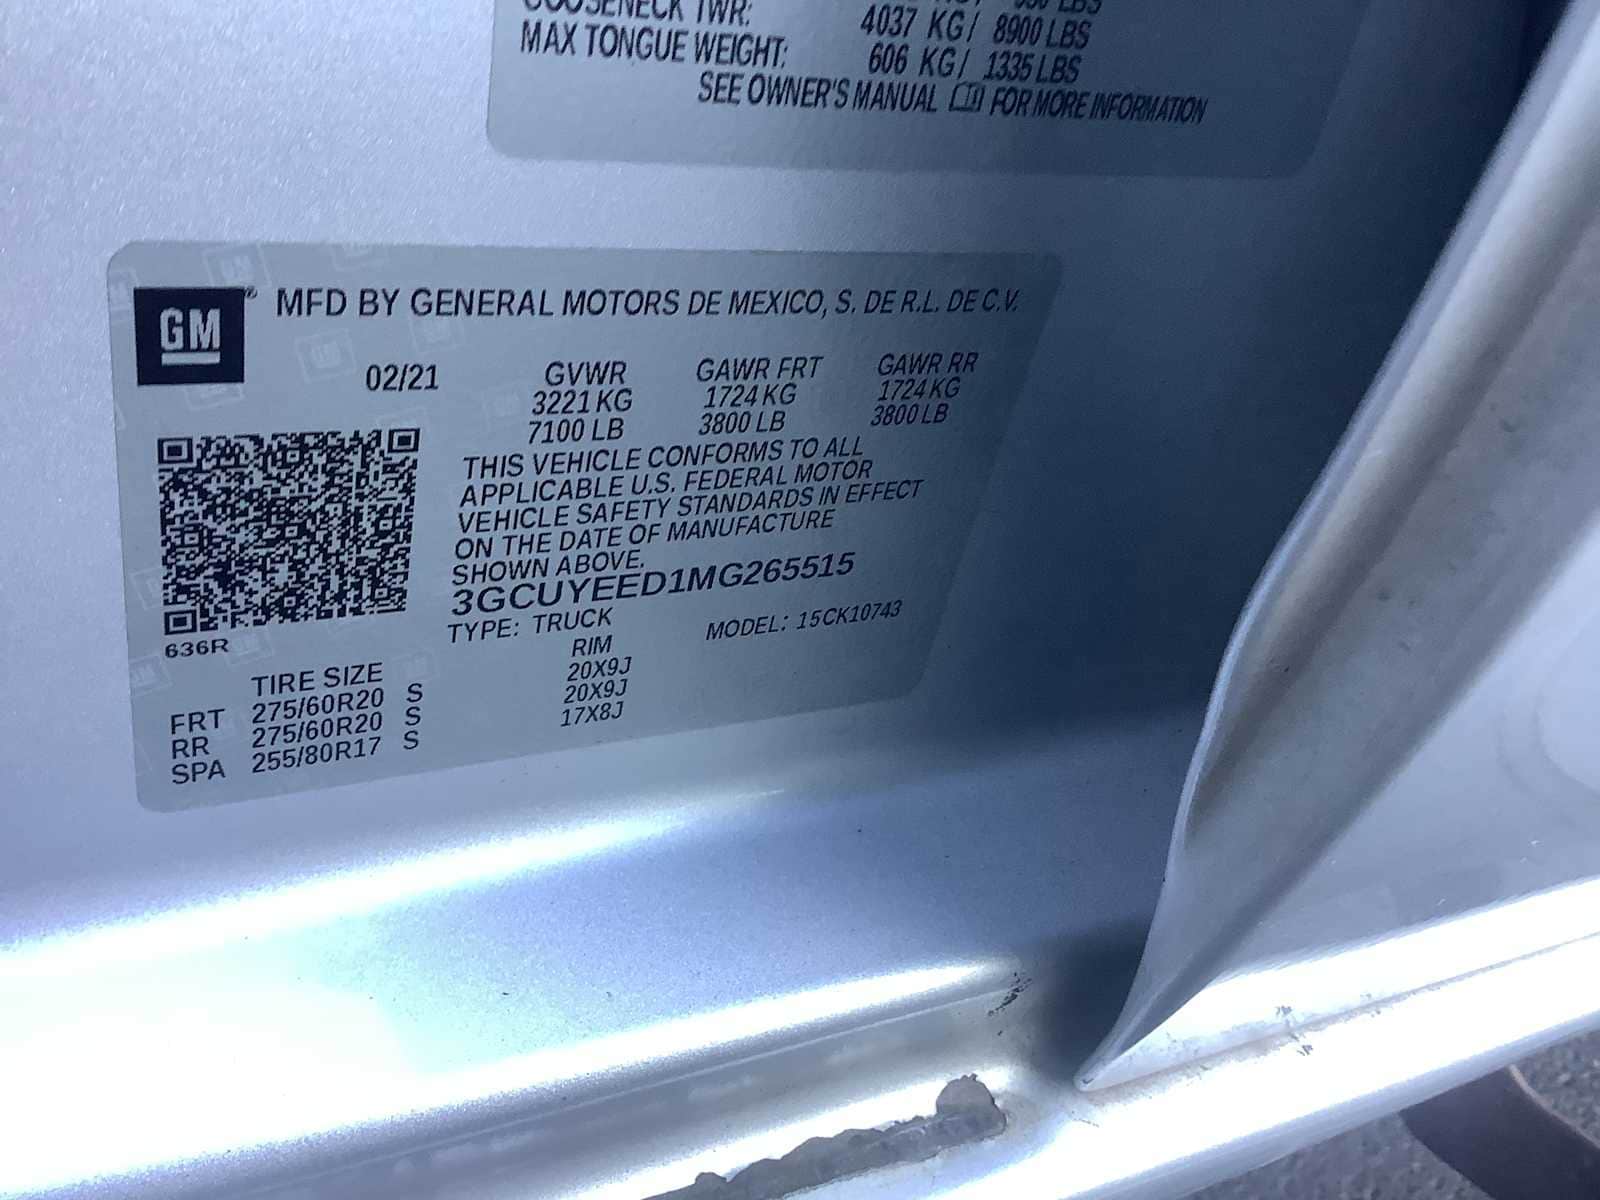 GOOSENECK TWR: 4037 KG / 8900 LBS
MAX TONGUE WEIGHT: 606 KG / 1335 LBS
SEE OWNER'S MANUAL FOR MORE INFORMATION
GM ® MFD BY GENERAL MOTORS DE MEXICO, S. DE R.L. DE C.V.
02/21 GVWR GAWR FRT GAWR RR
3221 KG 1724 KG 1724 KG
7100 LB 3800 LB 3800 LB
THIS VEHICLE CONFORMS TO ALL
APPLICABLE U.S. FEDERAL MOTOR
VEHICLE SAFETY STANDARDS IN EFFECT
ON THE DATE OF MANUFACTURE
SHOWN ABOVE.
3GCUYEED1MG265515
TYPE: TRUCK MODEL: 15CK10743
636R
TIRE SIZE RIM
FRT 275/60R20 S 20X9J
RR 275/60R20 S 20X9J
SPA 255/80R17 S 17X8J